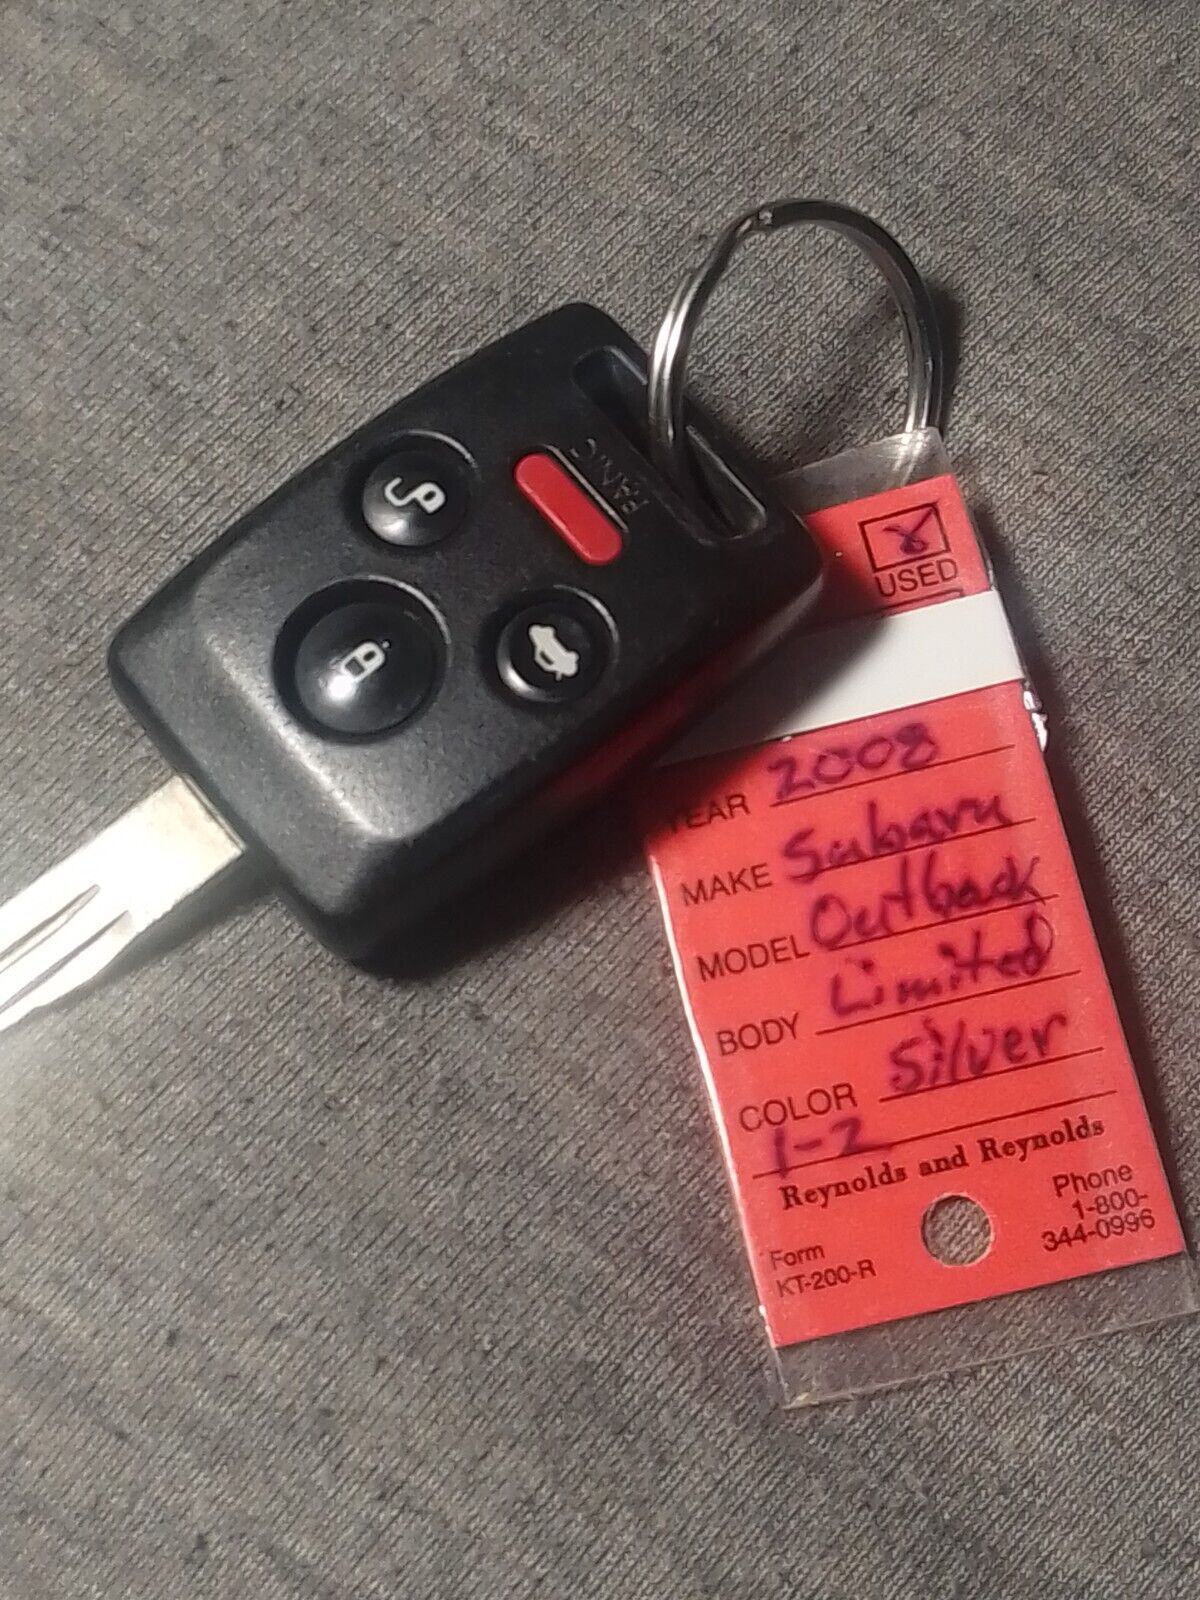 PANIC
USED
YEAR 2008
MAKE Subaru
MODEL Outback
BODY Limited
COLOR Silver
1-2
Reynolds and Reynolds
Form
KT-200-R
Phone
1-800-
344-0996